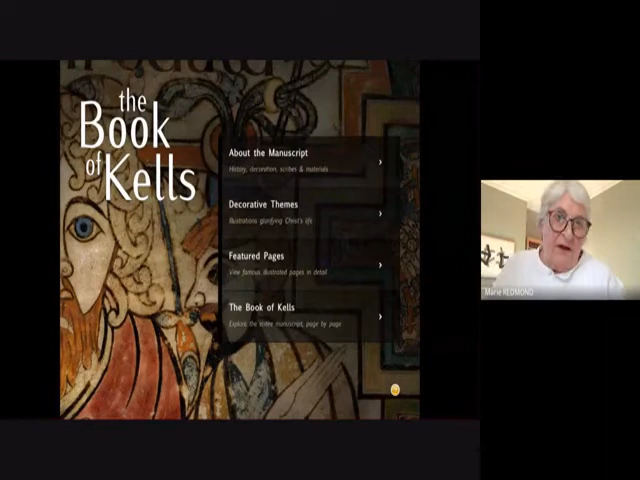 the
Book
of
Kells
About the Manuscript
History, decoration, scribes & materials
Decorative Themes
Illustrations glorifying Christ's life
Featured Pages
View famous illustrated pages in detail
The Book of Kells
Explore the entire manuscript, page by page
Marie REDMOND